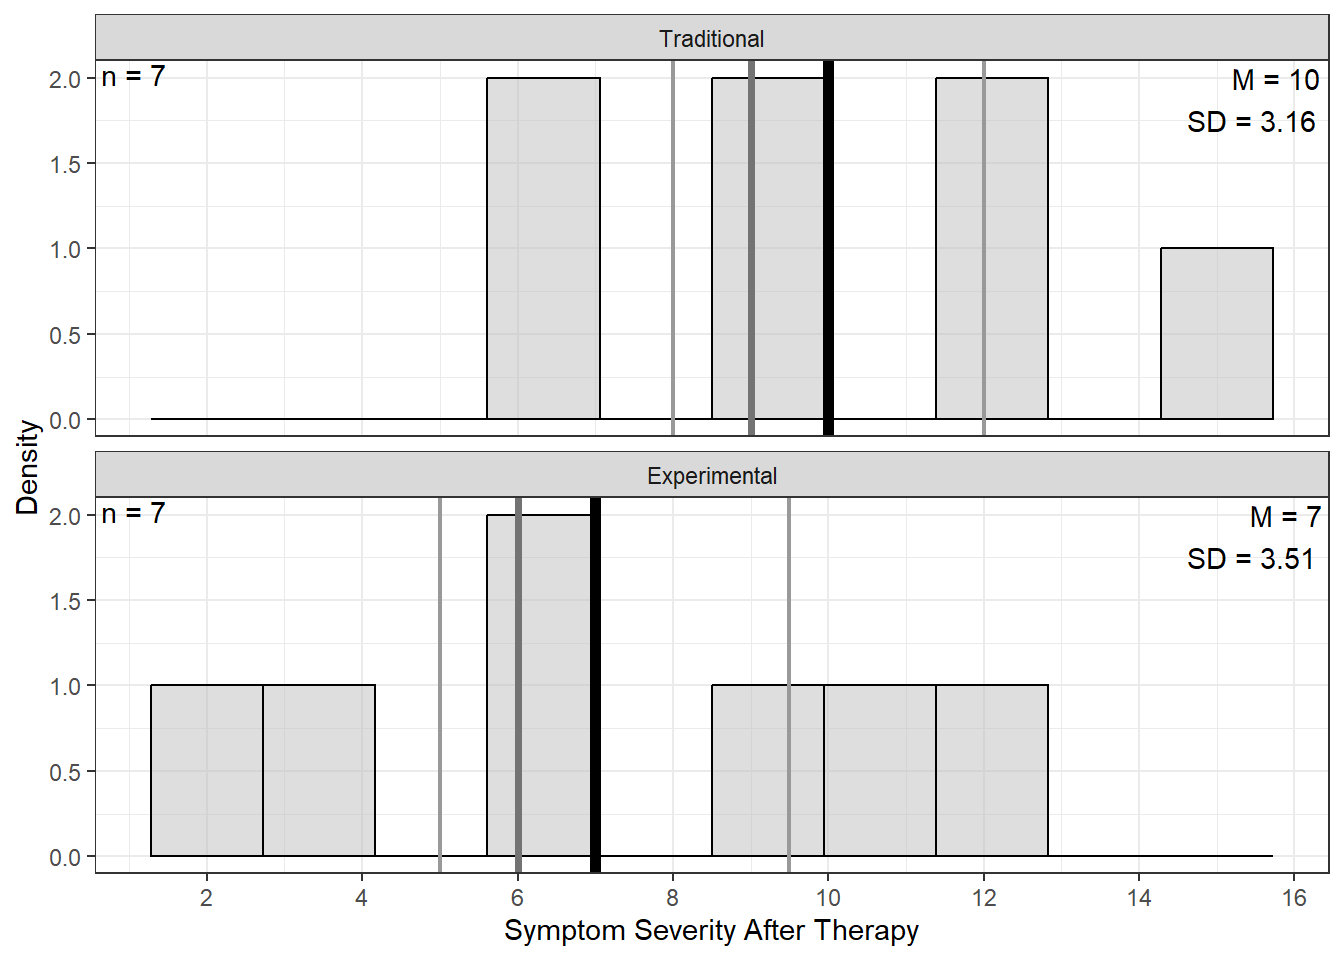 Traditional
n = 7
M = 10
SD = 3.16
2.0
1.5
1.0
0.5
0.0
Density
Experimental
n = 7
M = 7
SD = 3.51
2.0
1.5
1.0
0.5
0.0
2 4 6 8 10 12 14 16
Symptom Severity After Therapy